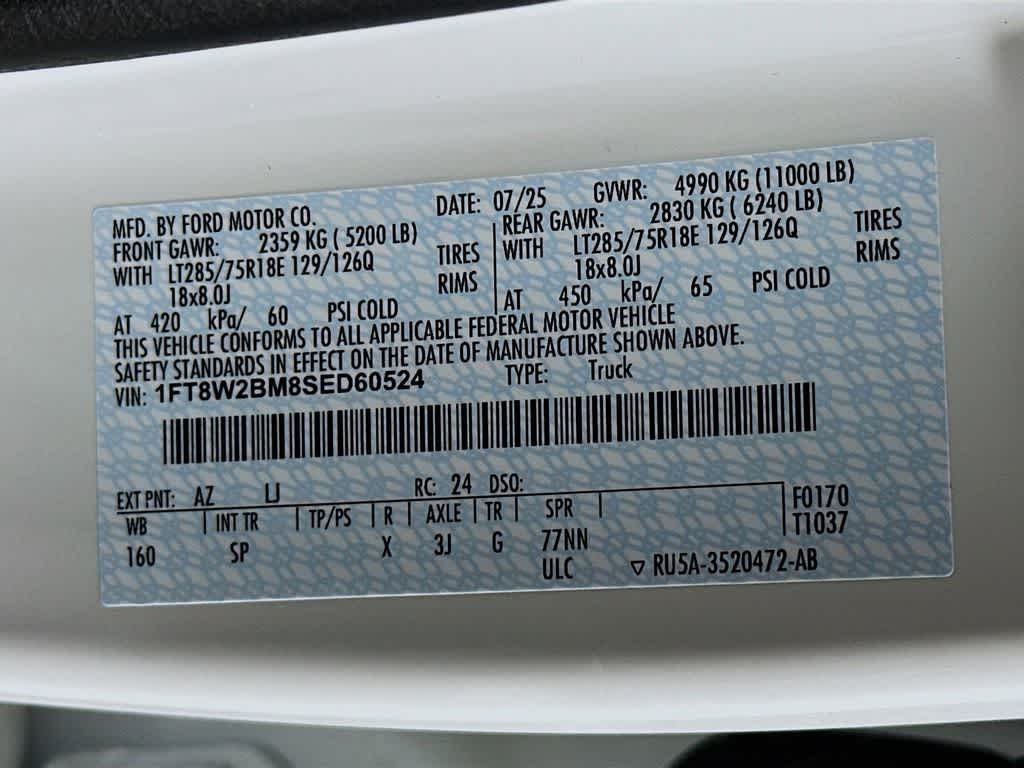 MFD. BY FORD MOTOR CO. DATE: 07/25 GVWR: 4990 KG (11000 LB)
FRONT GAWR: 2359 KG ( 5200 LB)
WITH LT285/75R18E 129/126Q TIRES
18x8.0J RIMS
AT 420 kPa/ 60 PSI COLD
REAR GAWR: 2830 KG ( 6240 LB)
WITH LT285/75R18E 129/126Q TIRES
18x8.0J RIMS
AT 450 kPa/ 65 PSI COLD
THIS VEHICLE CONFORMS TO ALL APPLICABLE FEDERAL MOTOR VEHICLE
SAFETY STANDARDS IN EFFECT ON THE DATE OF MANUFACTURE SHOWN ABOVE.
VIN: 1FT8W2BM8SED60524 TYPE: Truck
EXT PNT: AZ IJ RC: 24 DSO:
WB INT TR TP/PS R AXLE TR SPR F0170
160 SP X 3J G 77NN T1037
ULC ▽ RU5A-3520472-AB